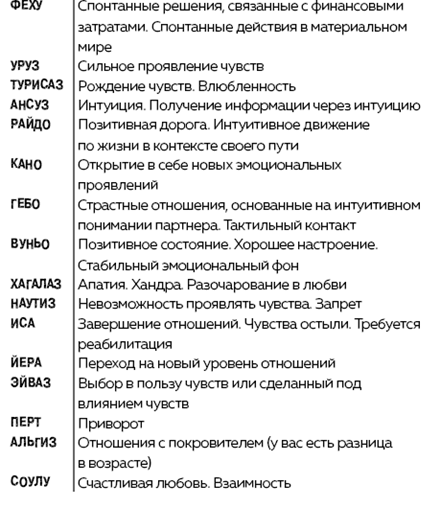 ФЕХУ Спонтанные решения, связанные с финансовыми
затратами. Спонтанные действия в материальном
мире
УРУЗ Сильное проявление чувств
ТУРИСАЗ Рождение чувств. Влюбленность
АНСУЗ Интуиция. Получение информации через интуицию
РАЙДО Позитивная дорога. Интуитивное движение
по жизни в контексте своего пути
КАНО Открытие в себе новых эмоциональных
проявлений
ГЕБО Страстные отношения, основанные на интуитивном
понимании партнера. Тактильный контакт
ВУНЬО Позитивное состояние. Хорошее настроение.
Стабильный эмоциональный фон
ХАГАЛАЗ Апатия. Хандра. Разочарование в любви
НАУТИЗ Невозможность проявлять чувства. Запрет
ИСА Завершение отношений. Чувства остыли. Требуется
реабилитация
ЙЕРА Переход на новый уровень отношений
ЭЙВАЗ Выбор в пользу чувств или сделанный под
влиянием чувств
ПЕРТ Приворот
АЛЬГИЗ Отношения с покровителем (у вас есть разница
в возрасте)
СОУЛУ Счастливая любовь. Взаимность